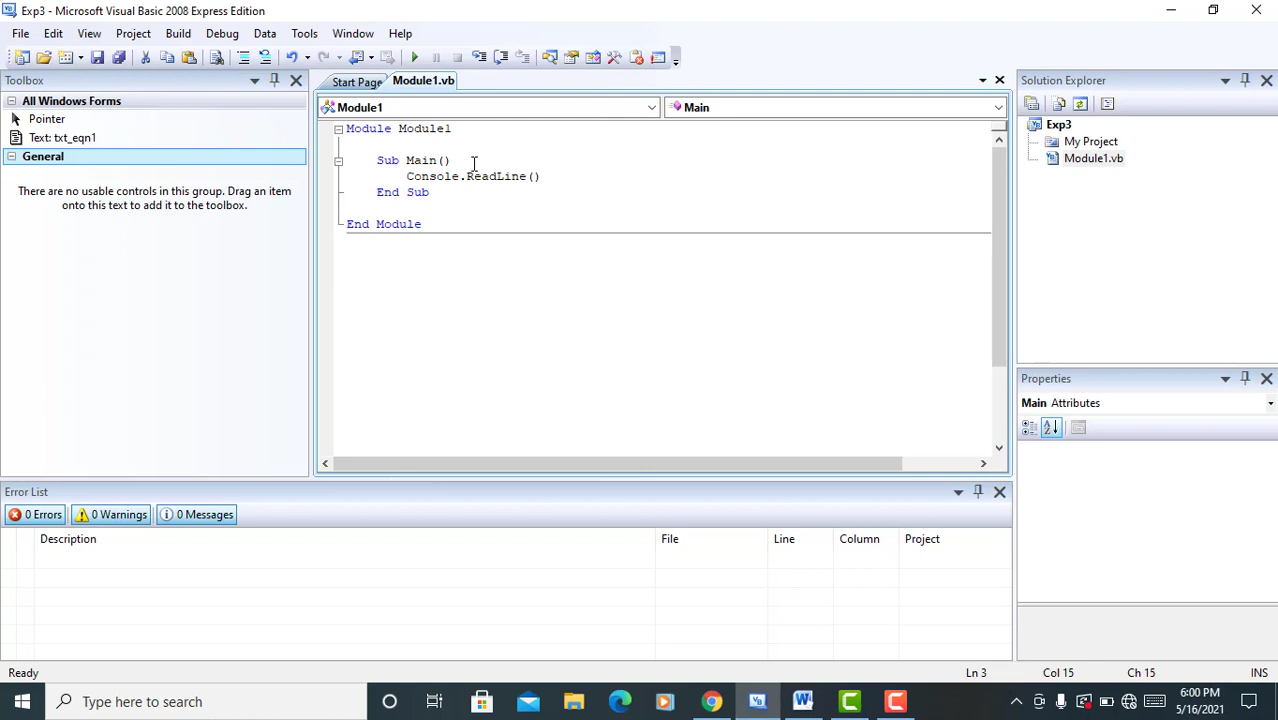 Exp3 - Microsoft Visual Basic 2008 Express Edition
File Edit View Project Build Debug Data Tools Window Help
Toolbox
All Windows Forms
Pointer
Text: txt_eqn1
General
There are no usable controls in this group. Drag an item
onto this text to add it to the toolbox.
Start Page Module1.vb
Module1 Main
Module Module1
Sub Main()
Console.ReadLine()
End Sub
End Module
Solution Explorer
Exp3
My Project
Module1.vb
Properties
Main Attributes
Error List
0 Errors 0 Warnings 0 Messages
Description File Line Column Project
Ready Ln 3 Col 15 Ch 15 INS
Type here to search
6:00 PM
5/16/2021